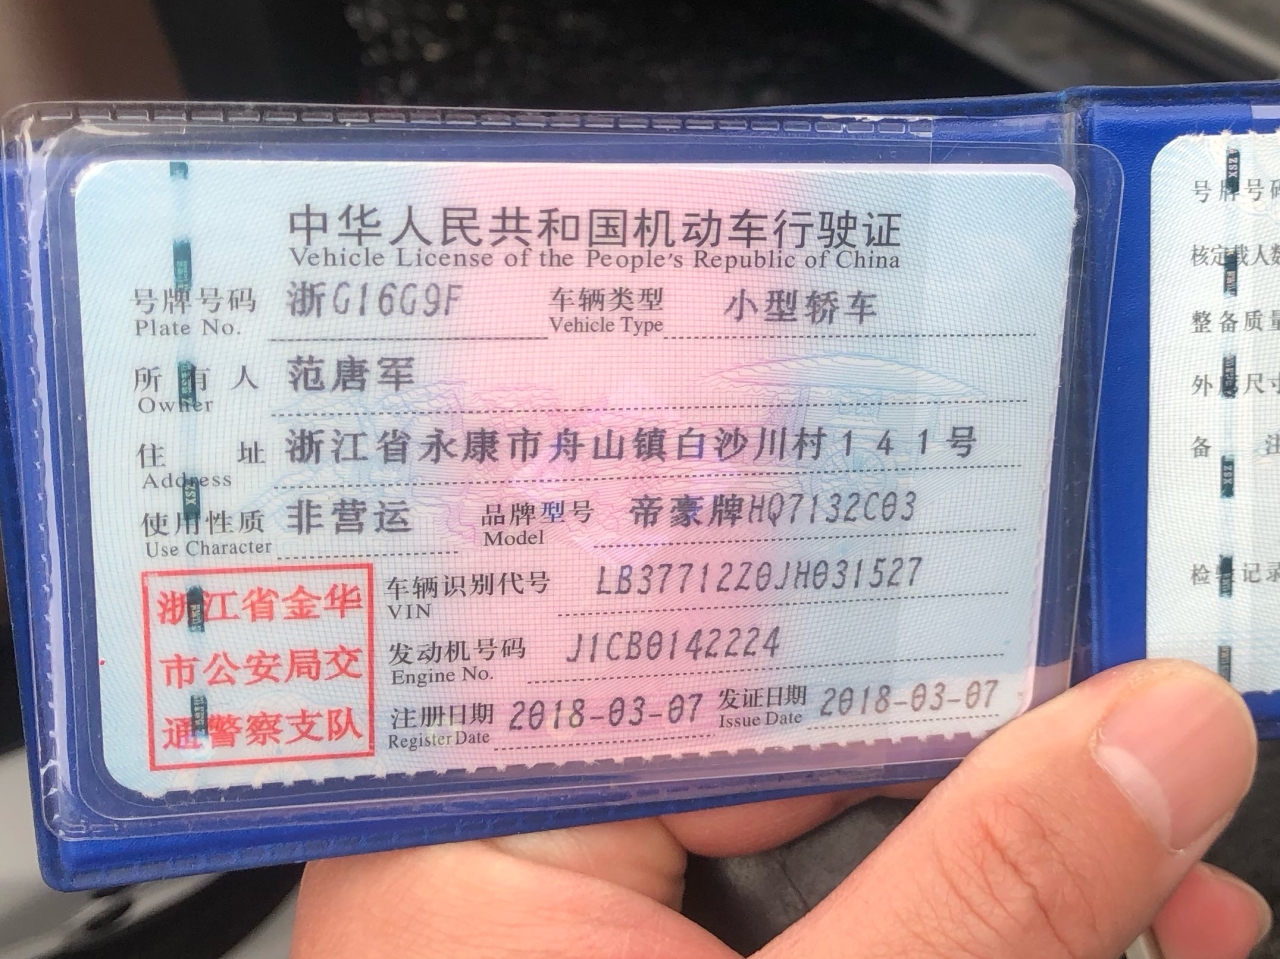 中华人民共和国机动车行驶证
Vehicle License of the People's Republic of China
号牌号码 浙G16G9F 车辆类型 小型轿车
Plate No. Vehicle Type
所有人 范唐军
Owner
住址 浙江省永康市舟山镇白沙川村141号
Address
使用性质 非营运 品牌型号 帝豪牌HQ7132C03
Use Character Model
浙江省金华
市公安局交
通警察支队
车辆识别代号 LB37712Z0JH031527
VIN
发动机号码 J1CB0142224
Engine No.
注册日期 2018-03-07 发证日期 2018-03-07
Register Date Issue Date
号牌号码
核定载人数
整备质量
外廓尺寸
备注
检验记录